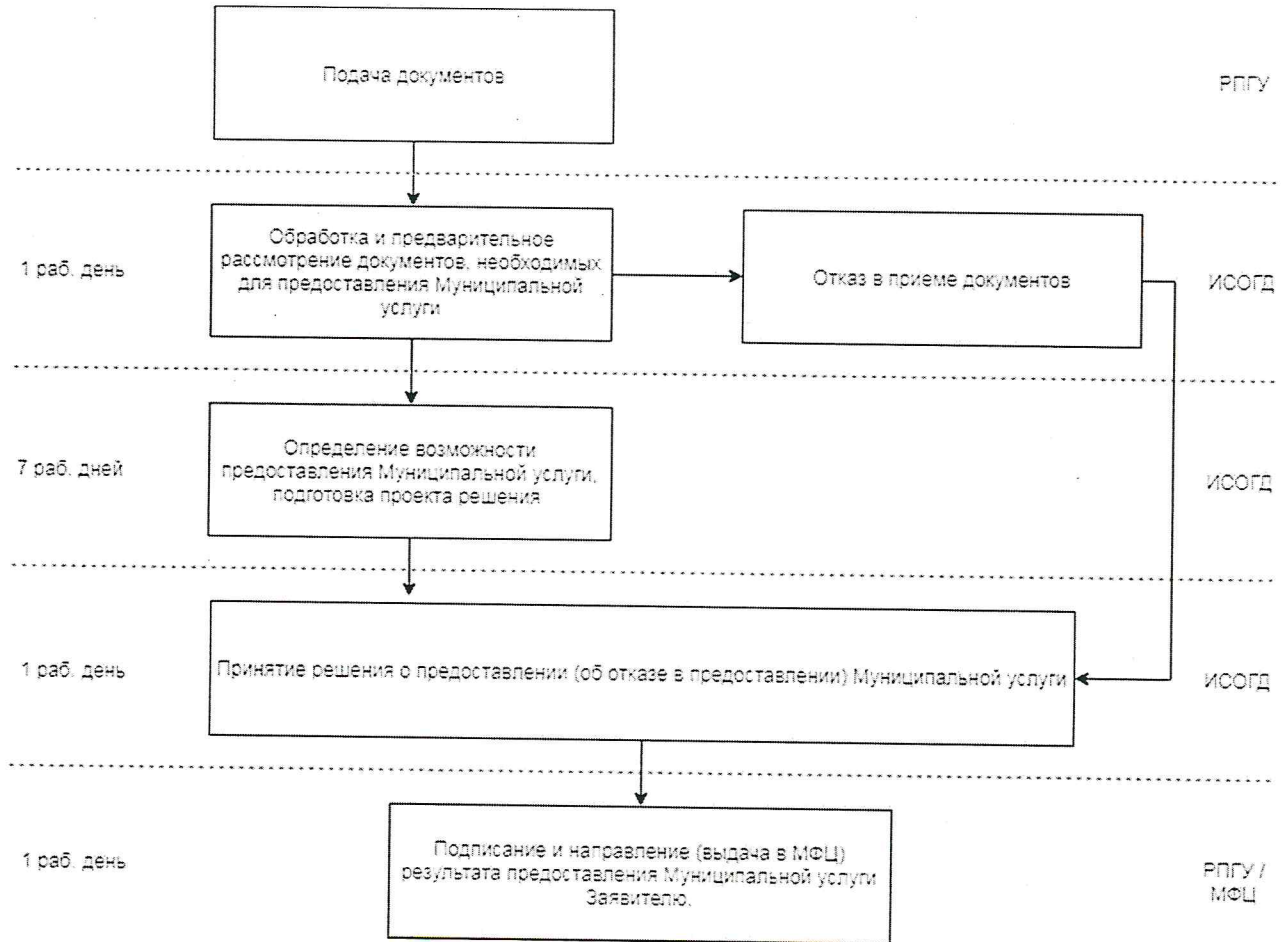 Подача документов
РПГУ
1 раб. день
Обработка и предварительное
рассмотрение документов, необходимых
для предоставления Муниципальной
услуги
Отказ в приеме документов
ИСОГД
7 раб. дней
Определение возможности
предоставления Муниципальной услуги,
подготовка проекта решения
ИСОГД
1 раб. день
Принятие решения о предоставлении (об отказе в предоставлении) Муниципальной услуги
ИСОГД
1 раб. день
Подписание и направление (выдача в МФЦ)
результата предоставления Муниципальной услуги
Заявителю.
РПГУ /
МФЦ